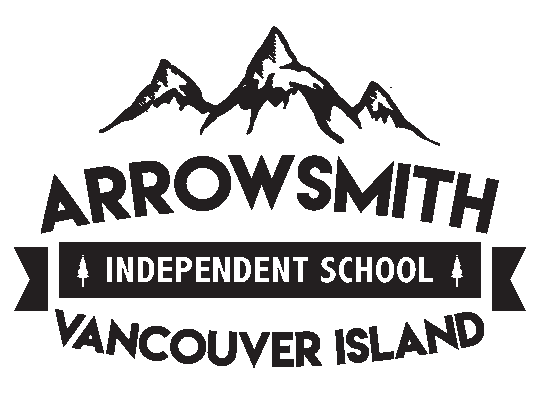 ARROWSMITH
INDEPENDENT SCHOOL
VANCOUVER ISLAND